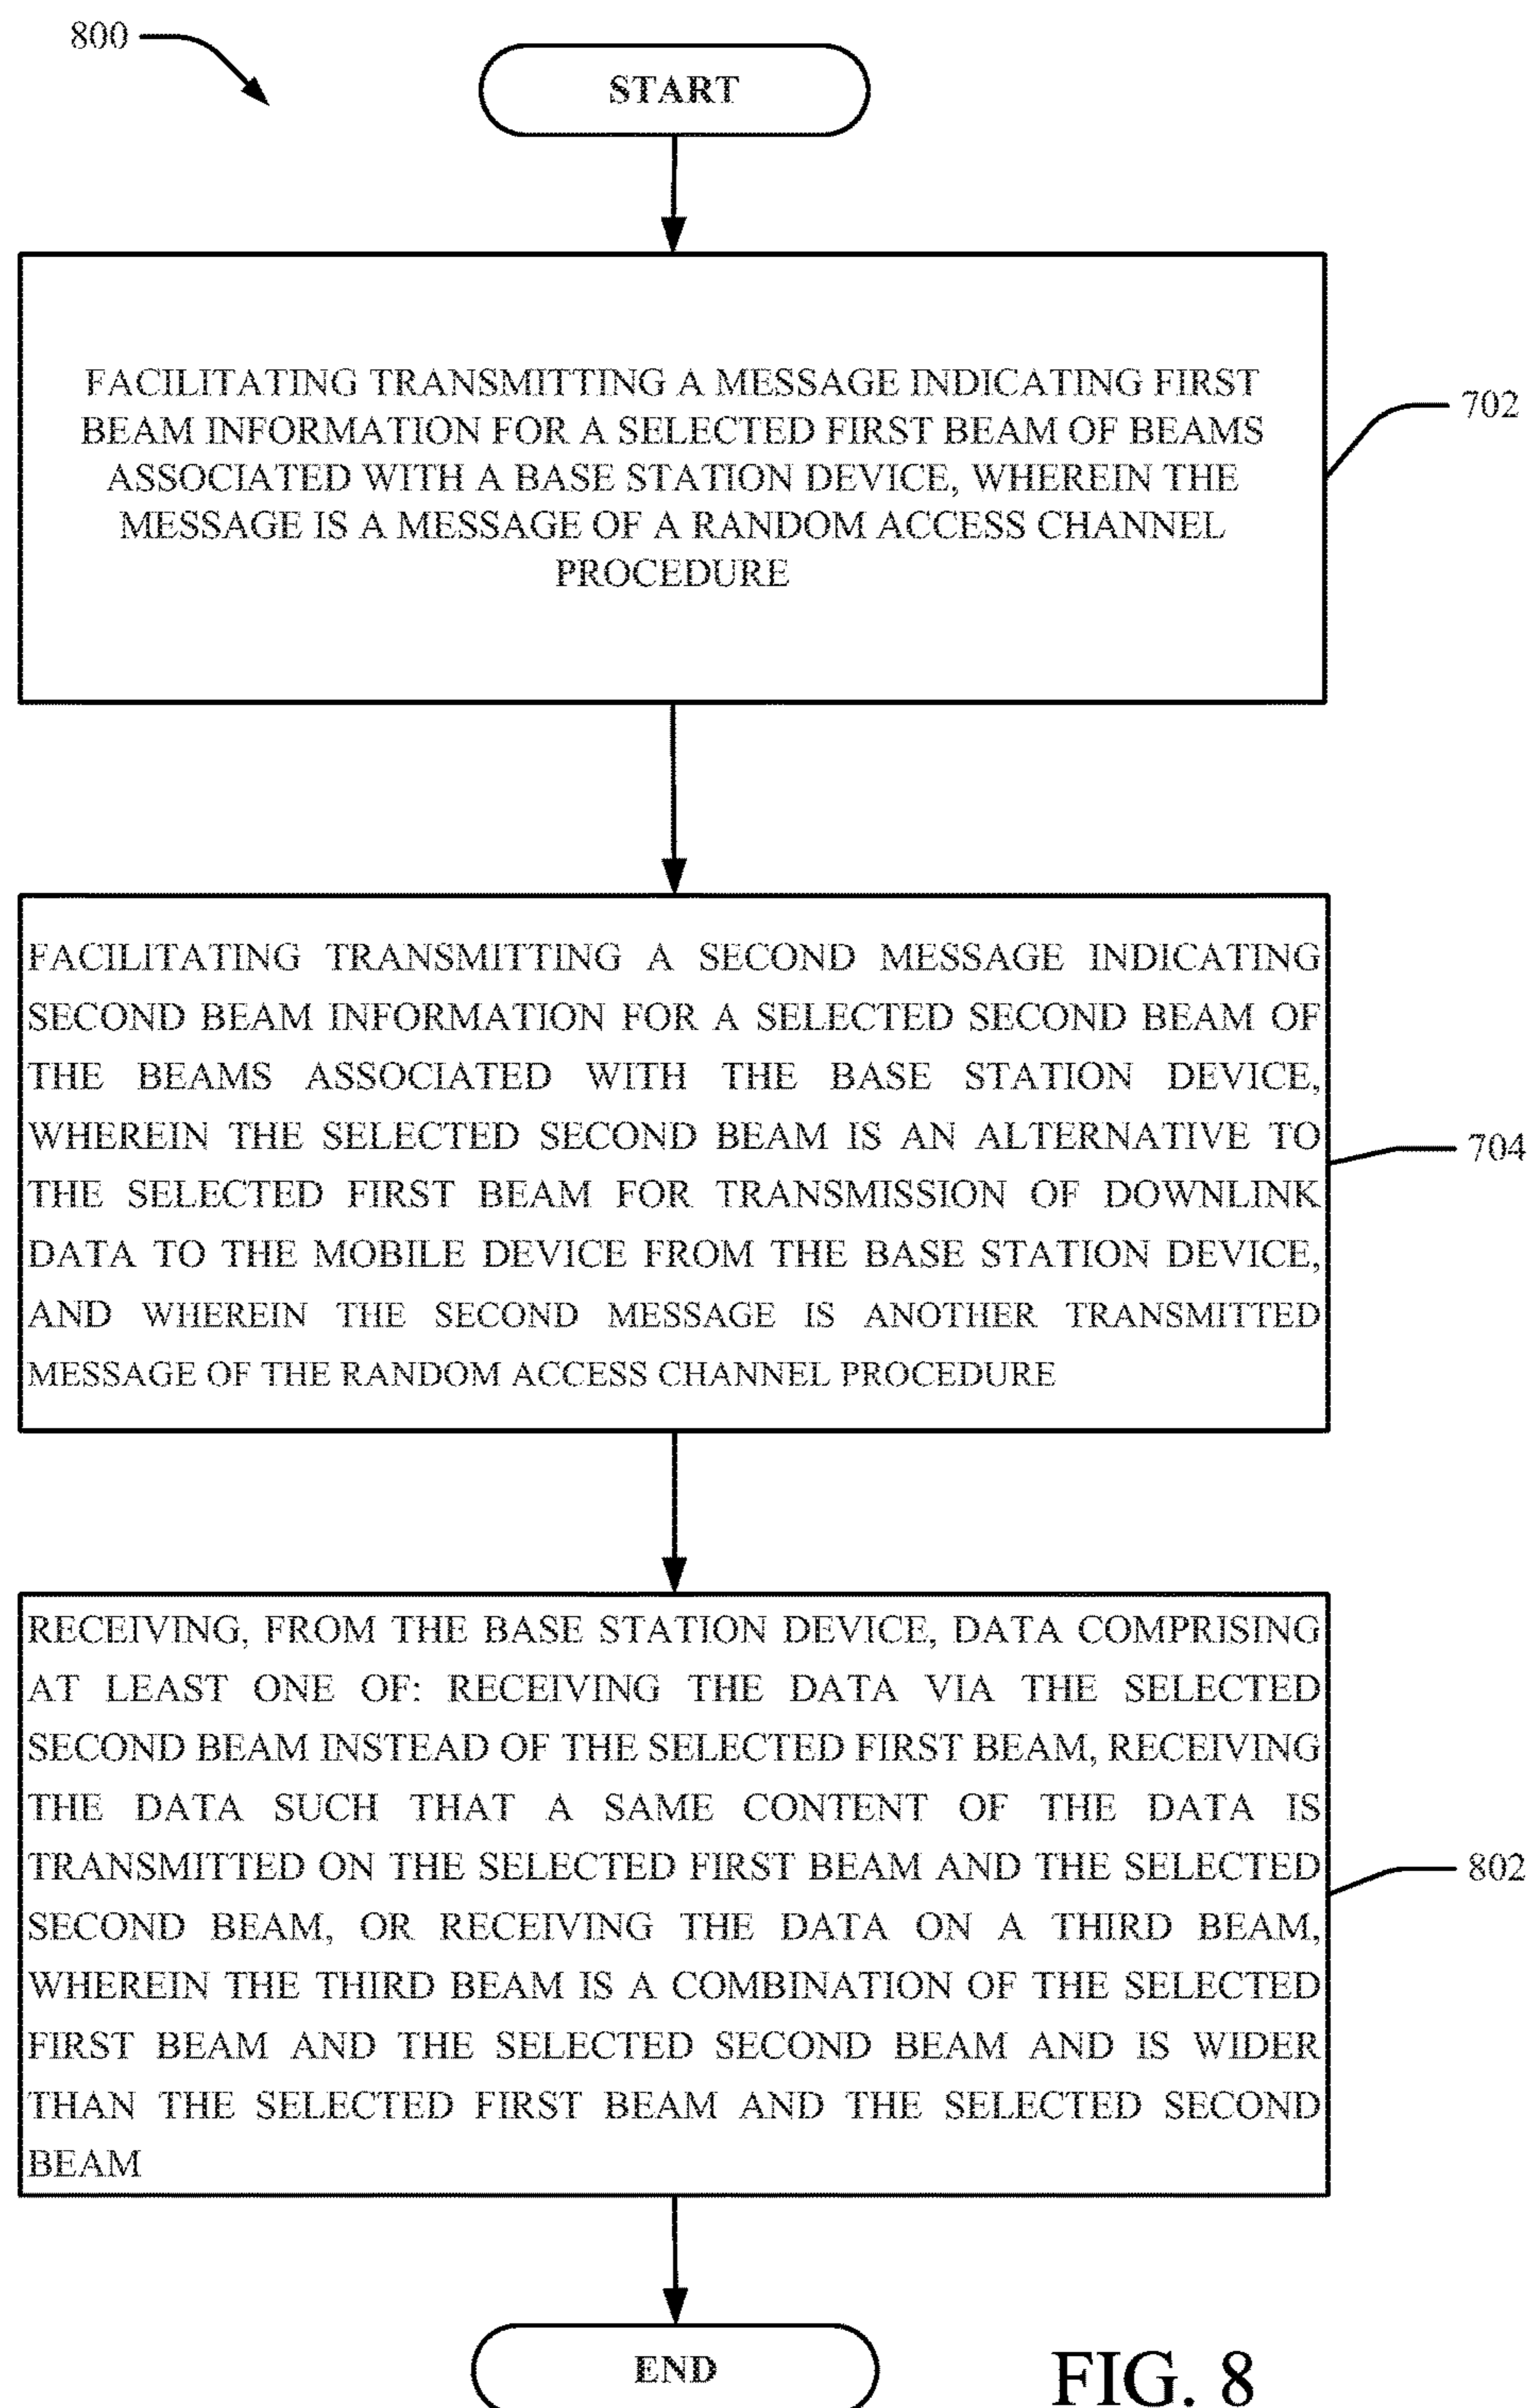 800
START
FACILITATING TRANSMITTING A MESSAGE INDICATING FIRST
BEAM INFORMATION FOR A SELECTED FIRST BEAM OF BEAMS
ASSOCIATED WITH A BASE STATION DEVICE, WHEREIN THE
MESSAGE IS A MESSAGE OF A RANDOM ACCESS CHANNEL
PROCEDURE
702
FACILITATING TRANSMITTING A SECOND MESSAGE INDICATING
SECOND BEAM INFORMATION FOR A SELECTED SECOND BEAM OF
THE BEAMS ASSOCIATED WITH THE BASE STATION DEVICE,
WHEREIN THE SELECTED SECOND BEAM IS AN ALTERNATIVE TO
THE SELECTED FIRST BEAM FOR TRANSMISSION OF DOWNLINK
DATA TO THE MOBILE DEVICE FROM THE BASE STATION DEVICE,
AND WHEREIN THE SECOND MESSAGE IS ANOTHER TRANSMITTED
MESSAGE OF THE RANDOM ACCESS CHANNEL PROCEDURE
704
RECEIVING, FROM THE BASE STATION DEVICE, DATA COMPRISING
AT LEAST ONE OF: RECEIVING THE DATA VIA THE SELECTED
SECOND BEAM INSTEAD OF THE SELECTED FIRST BEAM, RECEIVING
THE DATA SUCH THAT A SAME CONTENT OF THE DATA IS
TRANSMITTED ON THE SELECTED FIRST BEAM AND THE SELECTED
SECOND BEAM, OR RECEIVING THE DATA ON A THIRD BEAM,
WHEREIN THE THIRD BEAM IS A COMBINATION OF THE SELECTED
FIRST BEAM AND THE SELECTED SECOND BEAM AND IS WIDER
THAN THE SELECTED FIRST BEAM AND THE SELECTED SECOND
BEAM
802
END
FIG. 8